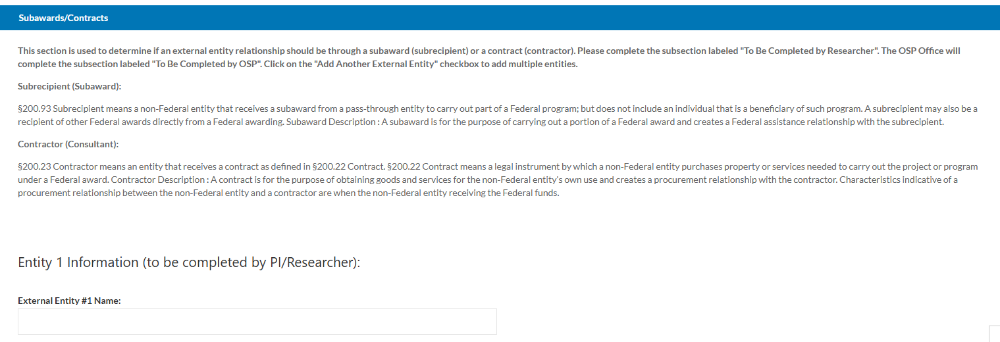 Subawards/Contracts
This section is used to determine if an external entity relationship should be through a subaward (subrecipient) or a contract (contractor). Please complete the subsection labeled "To Be Completed by Researcher". The OSP Office will
complete the subsection labeled "To Be Completed by OSP". Click on the "Add Another External Entity" checkbox to add multiple entities.
Subrecipient (Subaward):
§200.93 Subrecipient means a non-Federal entity that receives a subaward from a pass-through entity to carry out part of a Federal program; but does not include an individual that is a beneficiary of such program. A subrecipient may also be a
recipient of other Federal awards directly from a Federal awarding. Subaward Description : A subaward is for the purpose of carrying out a portion of a Federal award and creates a Federal assistance relationship with the subrecipient.
Contractor (Consultant):
§200.23 Contractor means an entity that receives a contract as defined in §200.22 Contract. §200.22 Contract means a legal instrument by which a non-Federal entity purchases property or services needed to carry out the project or program
under a Federal award. Contractor Description : A contract is for the purpose of obtaining goods and services for the non-Federal entity's own use and creates a procurement relationship with the contractor. Characteristics indicative of a
procurement relationship between the non-Federal entity and a contractor are when the non-Federal entity receiving the Federal funds.
Entity 1 Information (to be completed by PI/Researcher):
External Entity #1 Name: